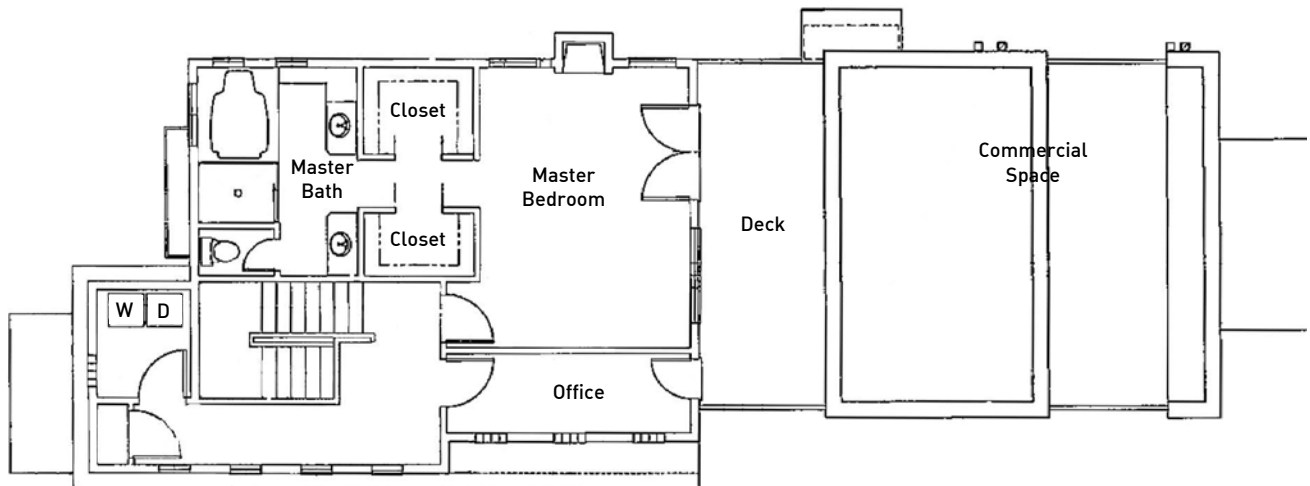 Closet
Master
Bath
Master
Bedroom
Commercial
Space
Deck
Closet
W D
Office